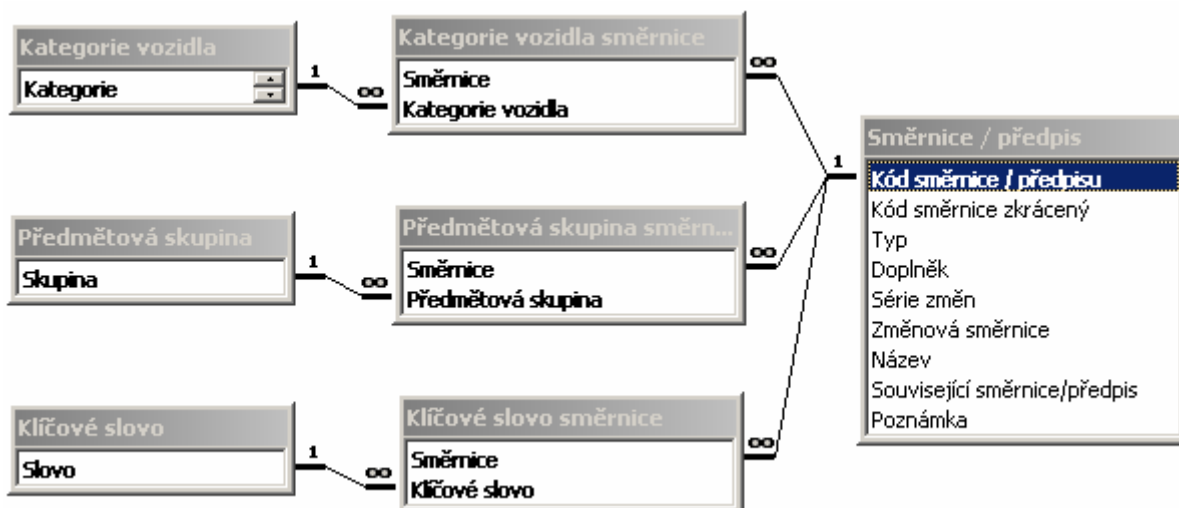 Kategorie vozidla
Kategorie
1
∞
Kategorie vozidla směrnice
Směrnice
Kategorie vozidla
∞
Předmětová skupina
Skupina
1
∞
Předmětová skupina směrn...
Směrnice
Předmětová skupina
∞
Klíčové slovo
Slovo
1
∞
Klíčové slovo směrnice
Směrnice
Klíčové slovo
∞
1
Směrnice / předpis
Kód směrnice / předpisu
Kód směrnice zkrácený
Typ
Doplněk
Série změn
Změnová směrnice
Název
Související směrnice/předpis
Poznámka